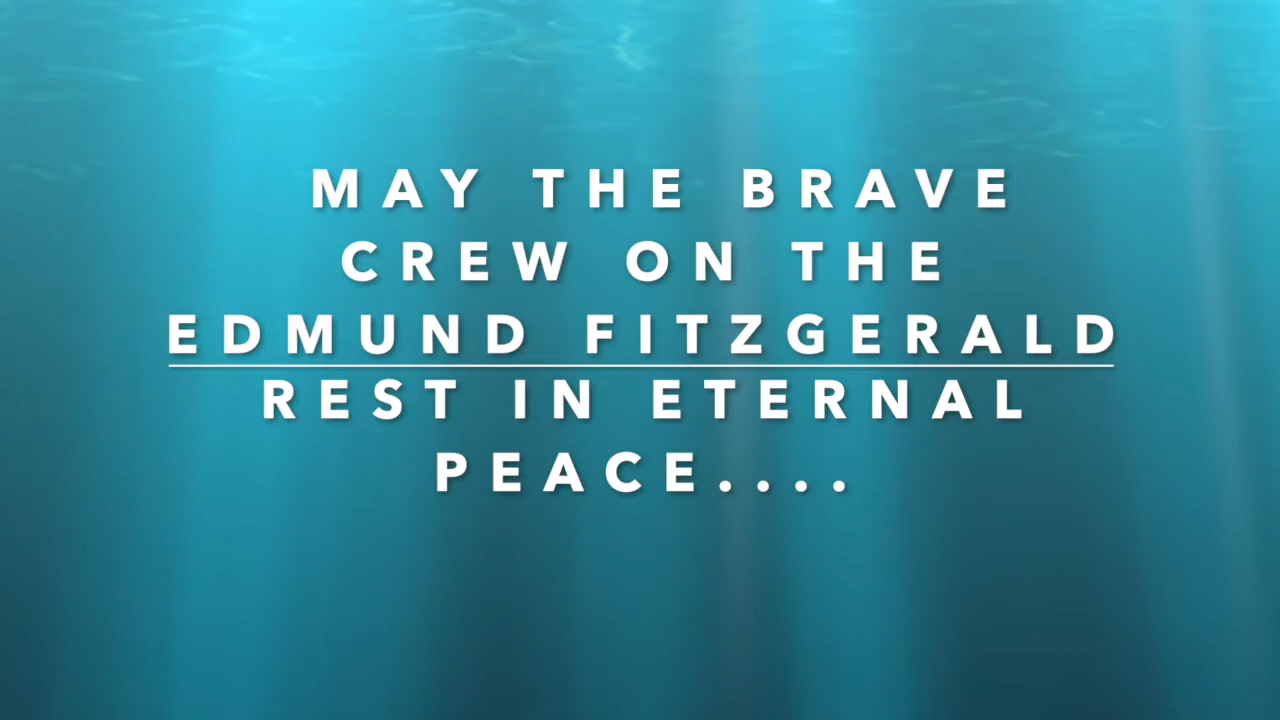 MAY THE BRAVE
CREW ON THE
EDMUND FITZGERALD
REST IN ETERNAL
PEACE....